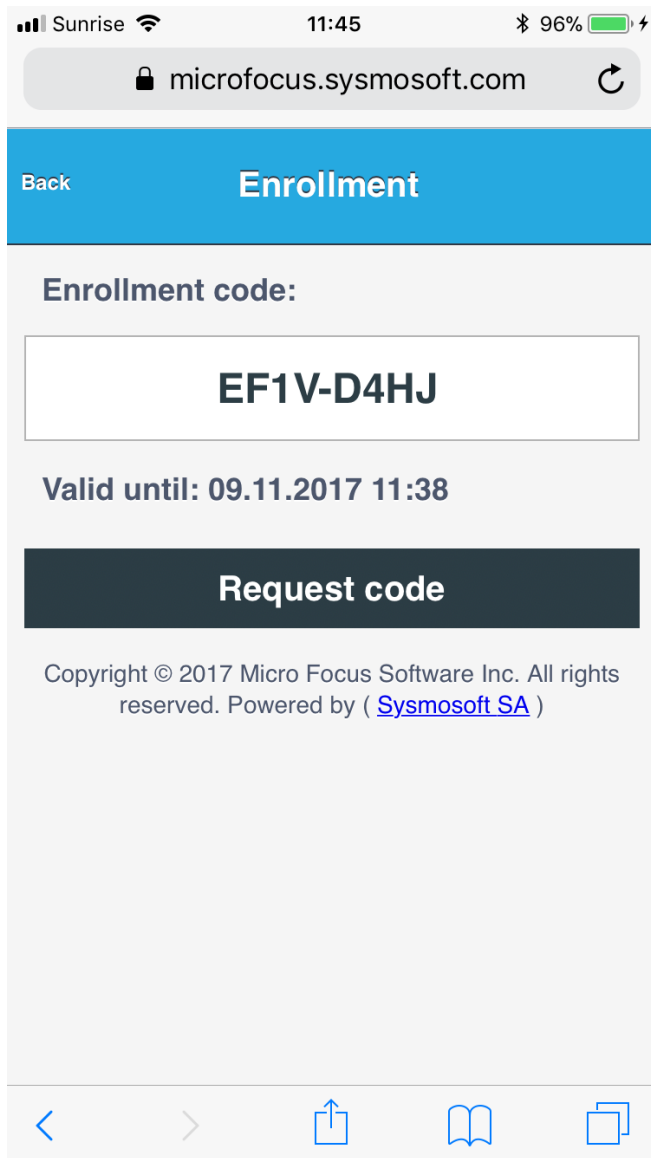 Sunrise 11:45 96%
microfocus.sysmosoft.com
Back Enrollment
Enrollment code:
EF1V-D4HJ
Valid until: 09.11.2017 11:38
Request code
Copyright © 2017 Micro Focus Software Inc. All rights
reserved. Powered by ( Sysmosoft SA )